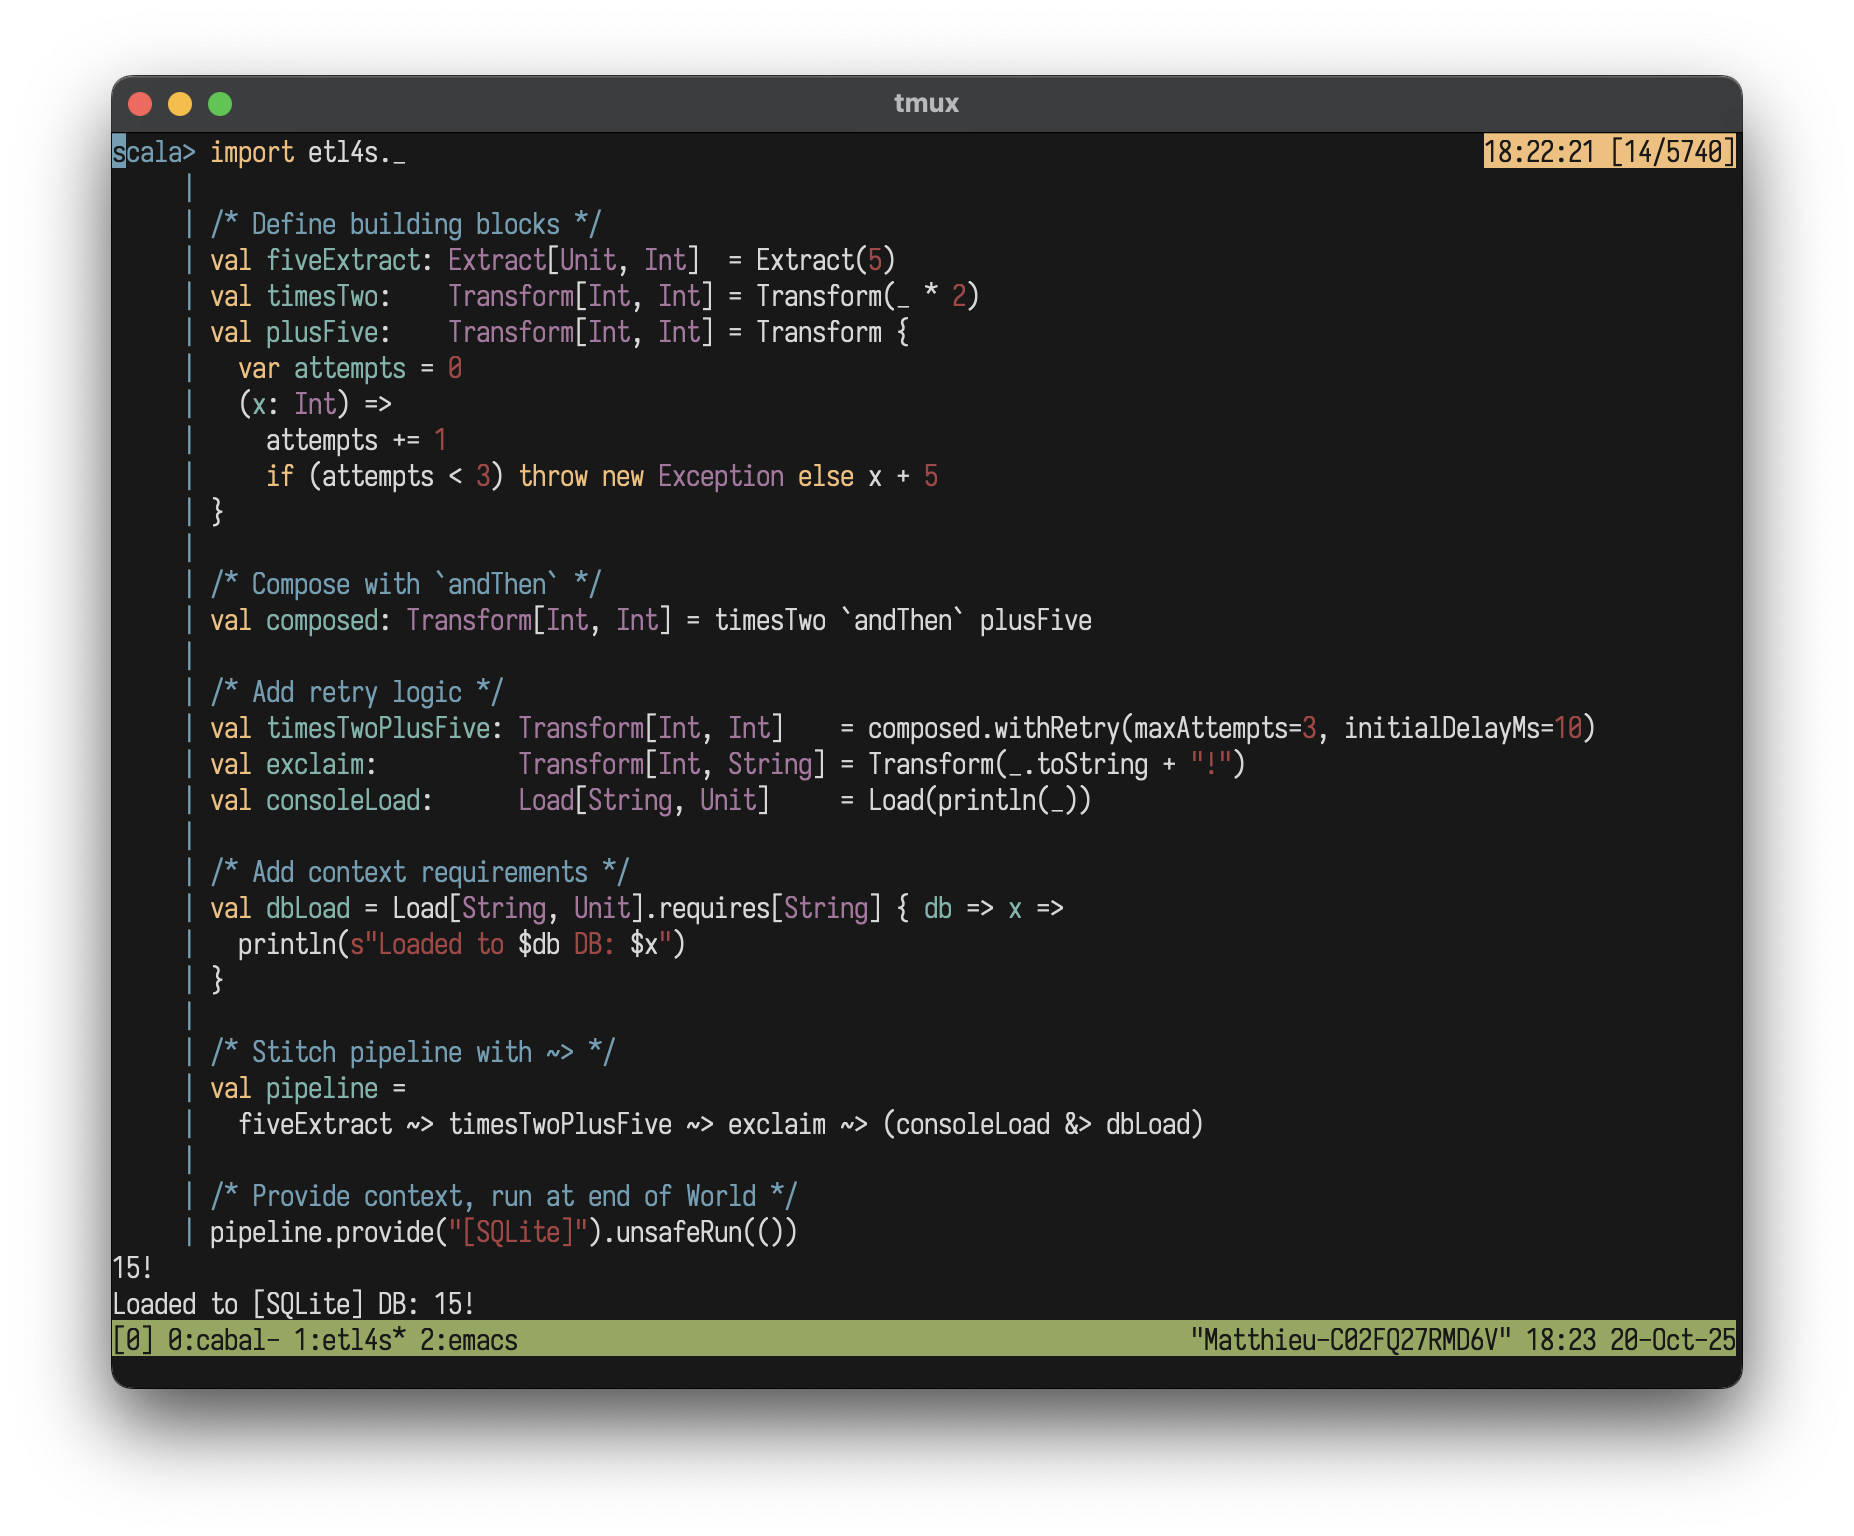 tmux
scala> import etl4s._ 18:22:21 [14/5740]
     |
     | /* Define building blocks */
     | val fiveExtract: Extract[Unit, Int]  = Extract(5)
     | val timesTwo:    Transform[Int, Int] = Transform(_ * 2)
     | val plusFive:    Transform[Int, Int] = Transform {
     |   var attempts = 0
     |   (x: Int) =>
     |     attempts += 1
     |     if (attempts < 3) throw new Exception else x + 5
     | }
     |
     | /* Compose with `andThen` */
     | val composed: Transform[Int, Int] = timesTwo `andThen` plusFive
     |
     | /* Add retry logic */
     | val timesTwoPlusFive: Transform[Int, Int]    = composed.withRetry(maxAttempts=3, initialDelayMs=10)
     | val exclaim:          Transform[Int, String] = Transform(_.toString + "!")
     | val consoleLoad:      Load[String, Unit]     = Load(println(_))
     |
     | /* Add context requirements */
     | val dbLoad = Load[String, Unit].requires[String] { db => x =>
     |   println(s"Loaded to $db DB: $x")
     | }
     |
     | /* Stitch pipeline with ~> */
     | val pipeline =
     |   fiveExtract ~> timesTwoPlusFive ~> exclaim ~> (consoleLoad &> dbLoad)
     |
     | /* Provide context, run at end of World */
     | pipeline.provide("[SQLite]").unsafeRun(())
15!
Loaded to [SQLite] DB: 15!
[0] 0:cabal- 1:etl4s* 2:emacs "Matthieu-C02FQ27RMD6V" 18:23 20-Oct-25